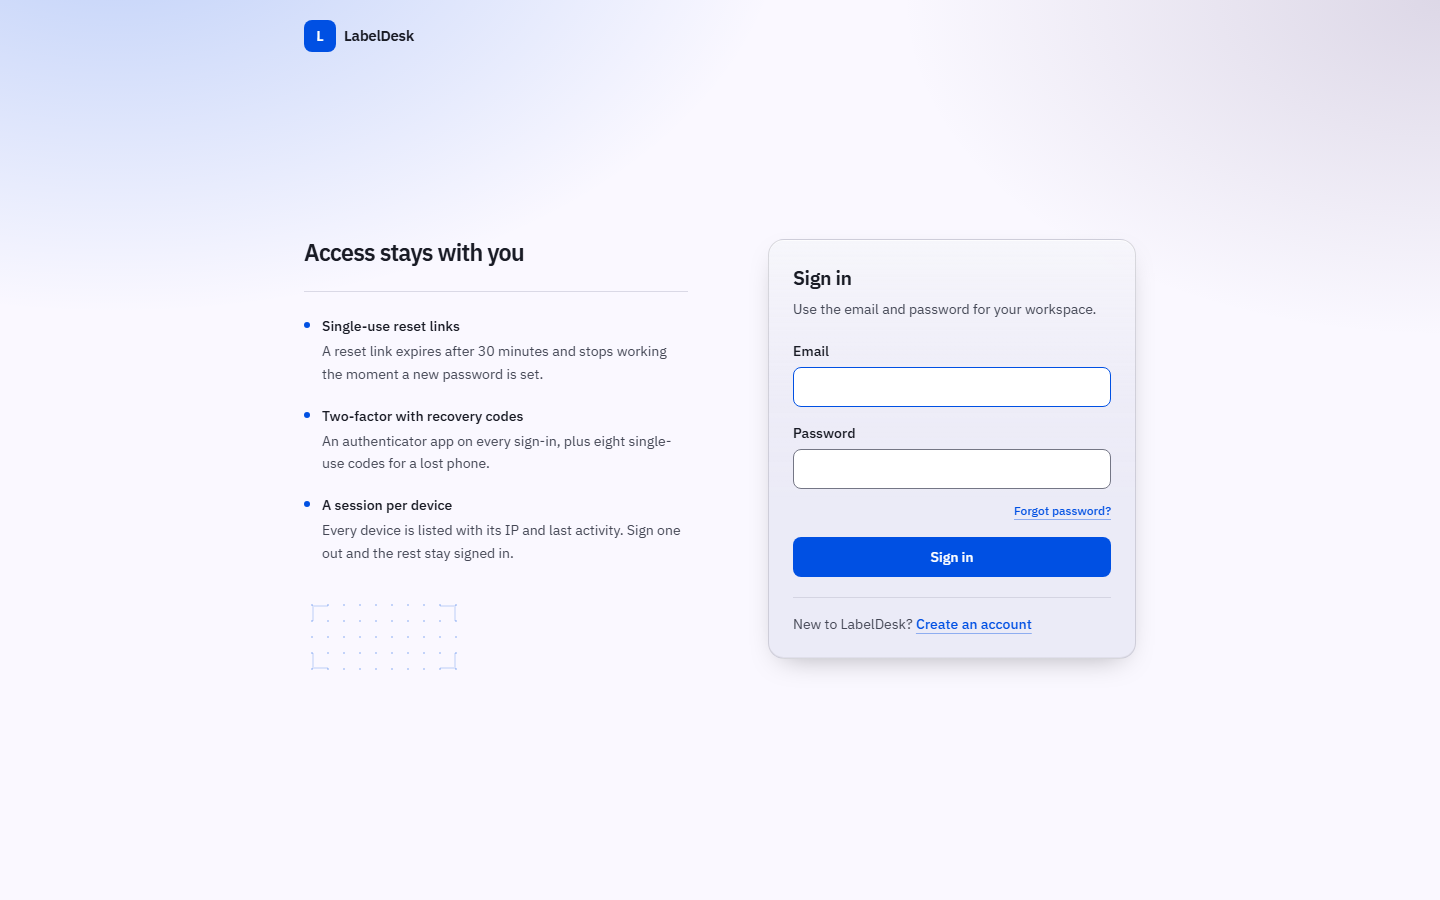 L LabelDesk
Access stays with you
Single-use reset links
A reset link expires after 30 minutes and stops working
the moment a new password is set.
Two-factor with recovery codes
An authenticator app on every sign-in, plus eight single-
use codes for a lost phone.
A session per device
Every device is listed with its IP and last activity. Sign one
out and the rest stay signed in.
Sign in
Use the email and password for your workspace.
Email
Password
Forgot password?
Sign in
New to LabelDesk? Create an account